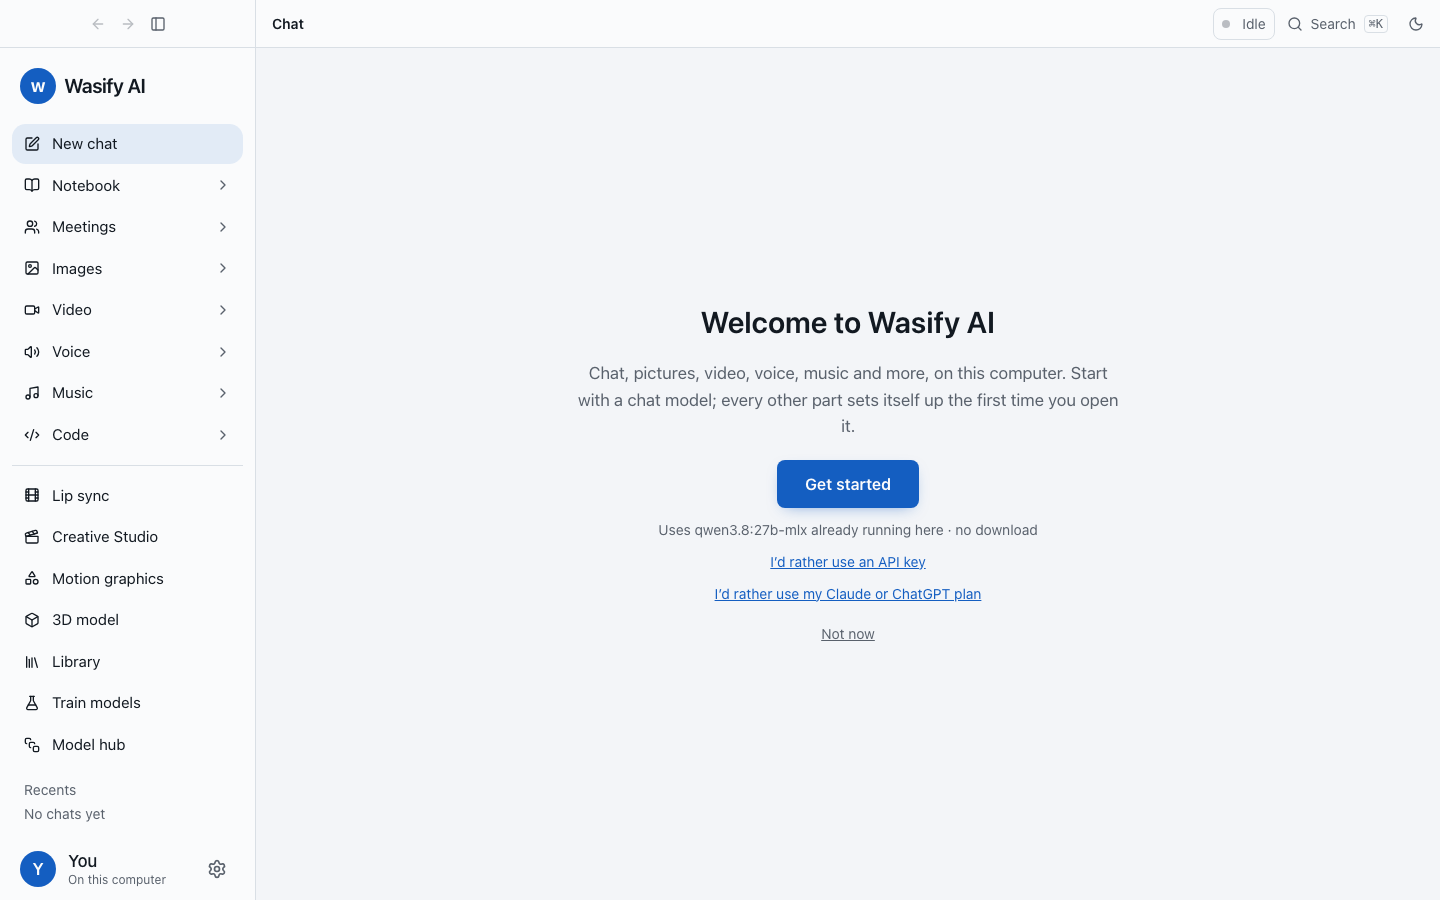 Chat
Idle
Search ⌘K
W
Wasify AI
New chat
Notebook
Meetings
Images
Video
Voice
Music
Code
Lip sync
Creative Studio
Motion graphics
3D model
Library
Train models
Model hub
Recents
No chats yet
Y
You
On this computer
Welcome to Wasify AI
Chat, pictures, video, voice, music and more, on this computer. Start
with a chat model; every other part sets itself up the first time you open
it.
Get started
Uses qwen3.8:27b-mlx already running here · no download
I’d rather use an API key
I’d rather use my Claude or ChatGPT plan
Not now